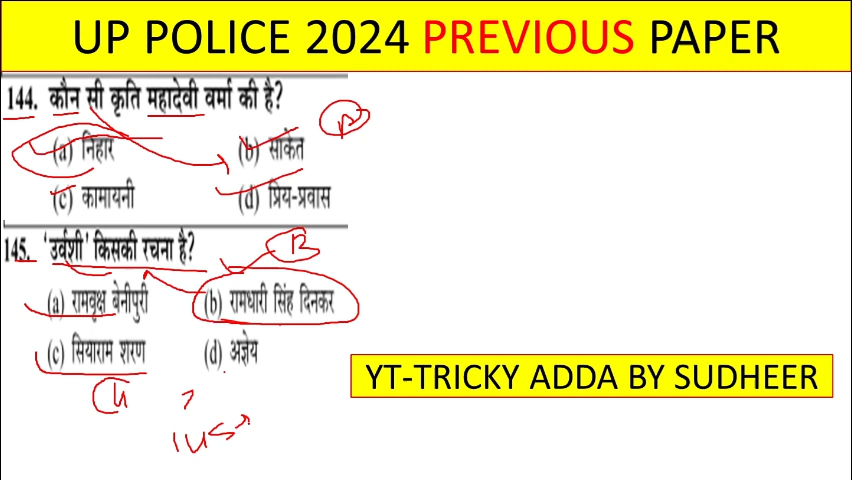 UP POLICE 2024 PREVIOUS PAPER
144. कौन सी कृति महादेवी वर्मा की है?
(a) निहार (b) साकेत
(c) कामायनी (d) प्रिय-प्रवास
145. 'उर्वशी' किसकी रचना है?
(a) रामवृक्ष बेनीपुरी (b) रामधारी सिंह दिनकर
(c) सियाराम शरण (d) अज्ञेय
YT-TRICKY ADDA BY SUDHEER